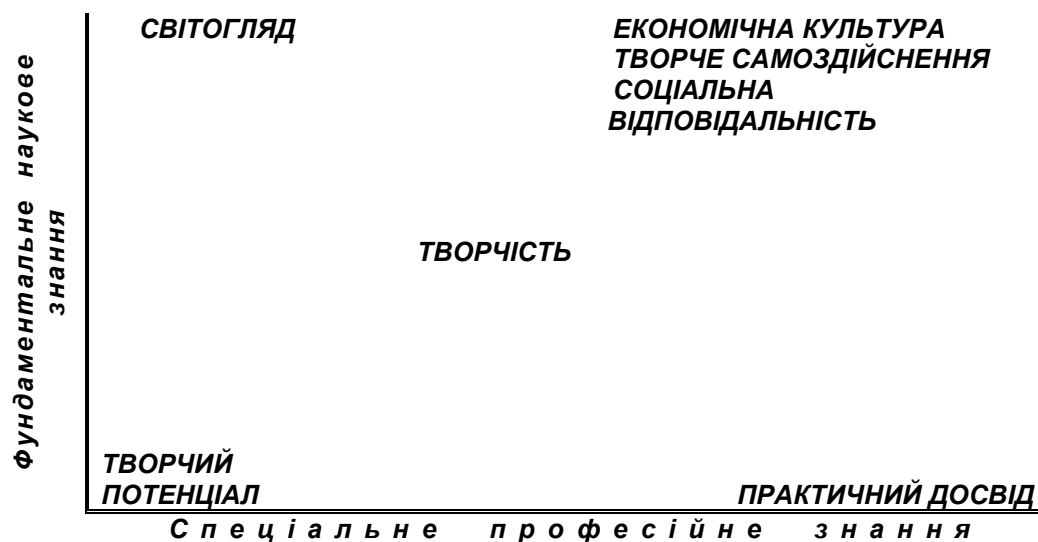 СВІТОГЛЯД
ЕКОНОМІЧНА КУЛЬТУРА
ТВОРЧЕ САМОЗДІЙСНЕННЯ
СОЦІАЛЬНА
ВІДПОВІДАЛЬНІСТЬ
Фундаментальне наукове
знання
ТВОРЧІСТЬ
ТВОРЧИЙ
ПОТЕНЦІАЛ
ПРАКТИЧНИЙ ДОСВІД
Спеціальне професійне знання